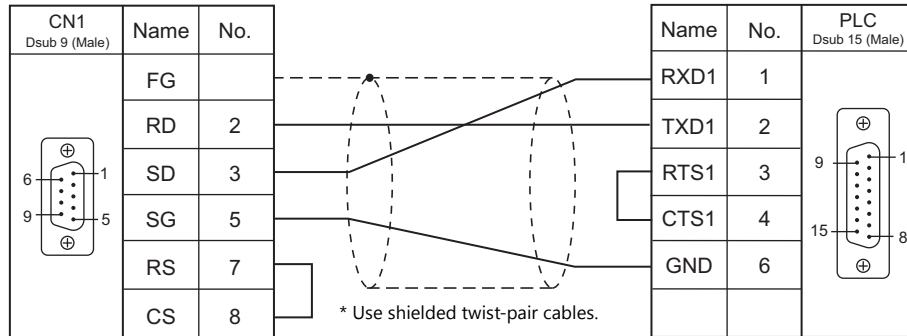 CN1
Dsub 9 (Male)
Name No.
FG
RD 2
SD 3
SG 5
RS 7
CS 8
6 1
9 5
* Use shielded twist-pair cables.
Name No.
PLC
Dsub 15 (Male)
RXD1 1
TXD1 2
RTS1 3
CTS1 4
GND 6
9 1
15 8